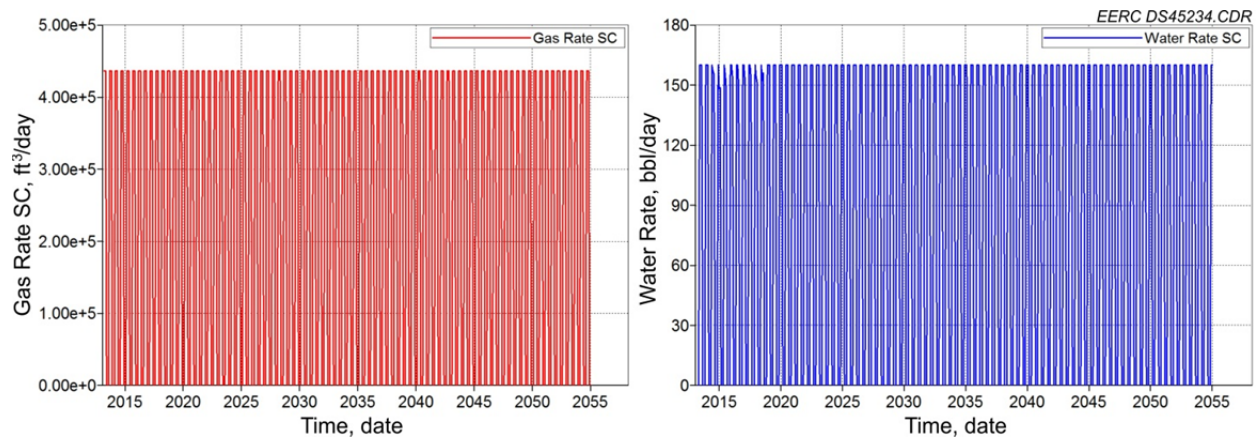 EERC DS45234.CDR
5.00e+5
4.00e+5
3.00e+5
2.00e+5
1.00e+5
0.00e+0
Gas Rate SC, ft³/day
Gas Rate SC
2015 2020 2025 2030 2035 2040 2045 2050 2055
Time, date
180
150
120
90
60
30
0
Water Rate, bbl/day
Water Rate SC
2015 2020 2025 2030 2035 2040 2045 2050 2055
Time, date